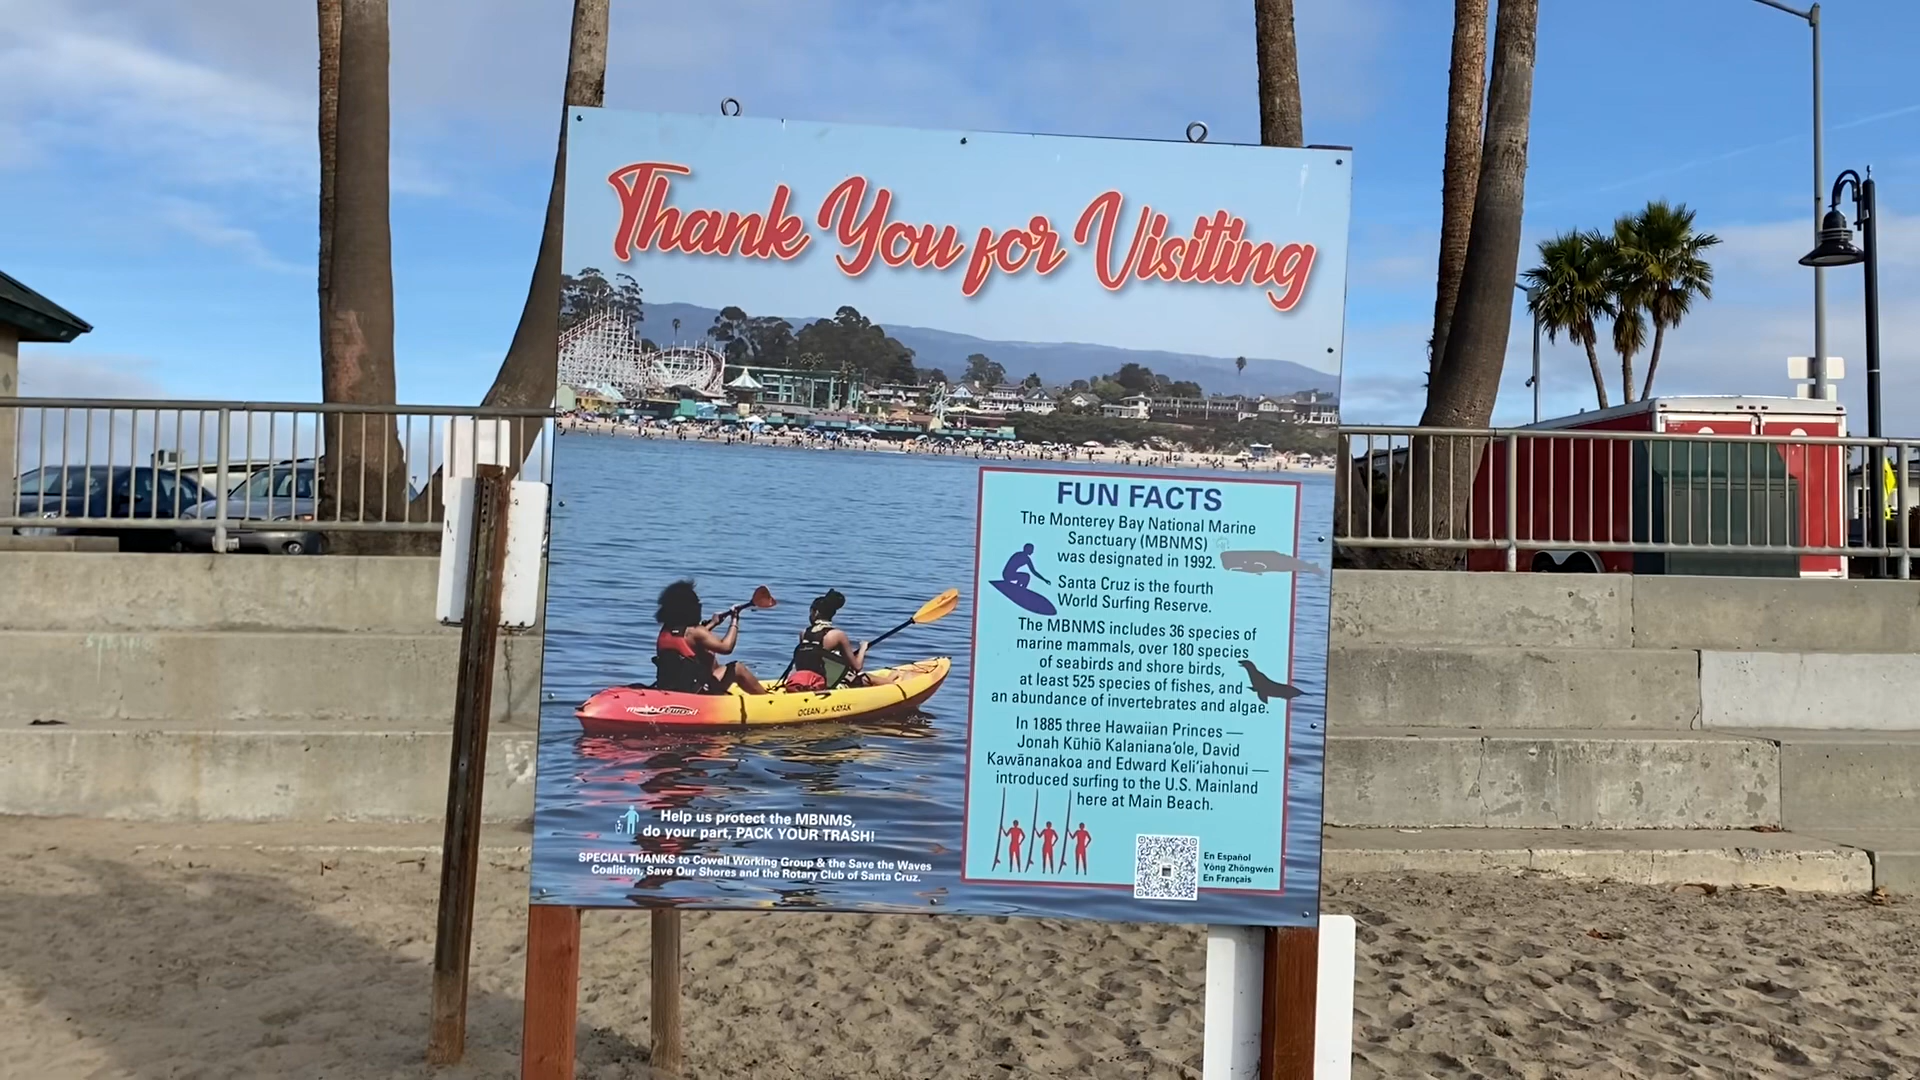 Thank You for Visiting
FUN FACTS
The Monterey Bay National Marine
Sanctuary (MBNMS)
was designated in 1992.
Santa Cruz is the fourth
World Surfing Reserve.
The MBNMS includes 36 species of
marine mammals, over 180 species
of seabirds and shore birds,
at least 525 species of fishes, and
an abundance of invertebrates and algae.
In 1885 three Hawaiian Princes —
Jonah Kūhiō Kalaniana‘ole, David
Kawānanakoa and Edward Keli‘iahonui —
introduced surfing to the U.S. Mainland
here at Main Beach.
En Español
Yòng Zhōngwén
En Français
OCEAN KAYAK
Help us protect the MBNMS,
do your part, PACK YOUR TRASH!
SPECIAL THANKS to Cowell Working Group & the Save the Waves
Coalition, Save Our Shores and the Rotary Club of Santa Cruz.